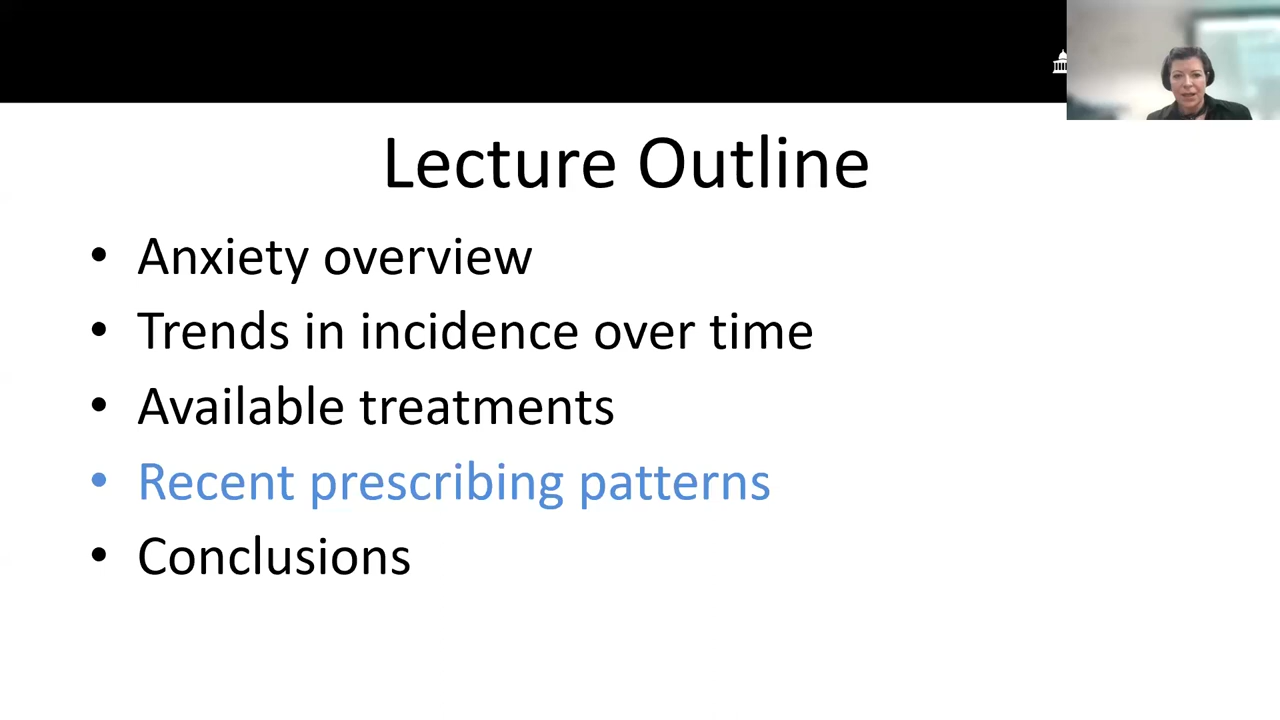 Lecture Outline
• Anxiety overview
• Trends in incidence over time
• Available treatments
• Recent prescribing patterns
• Conclusions